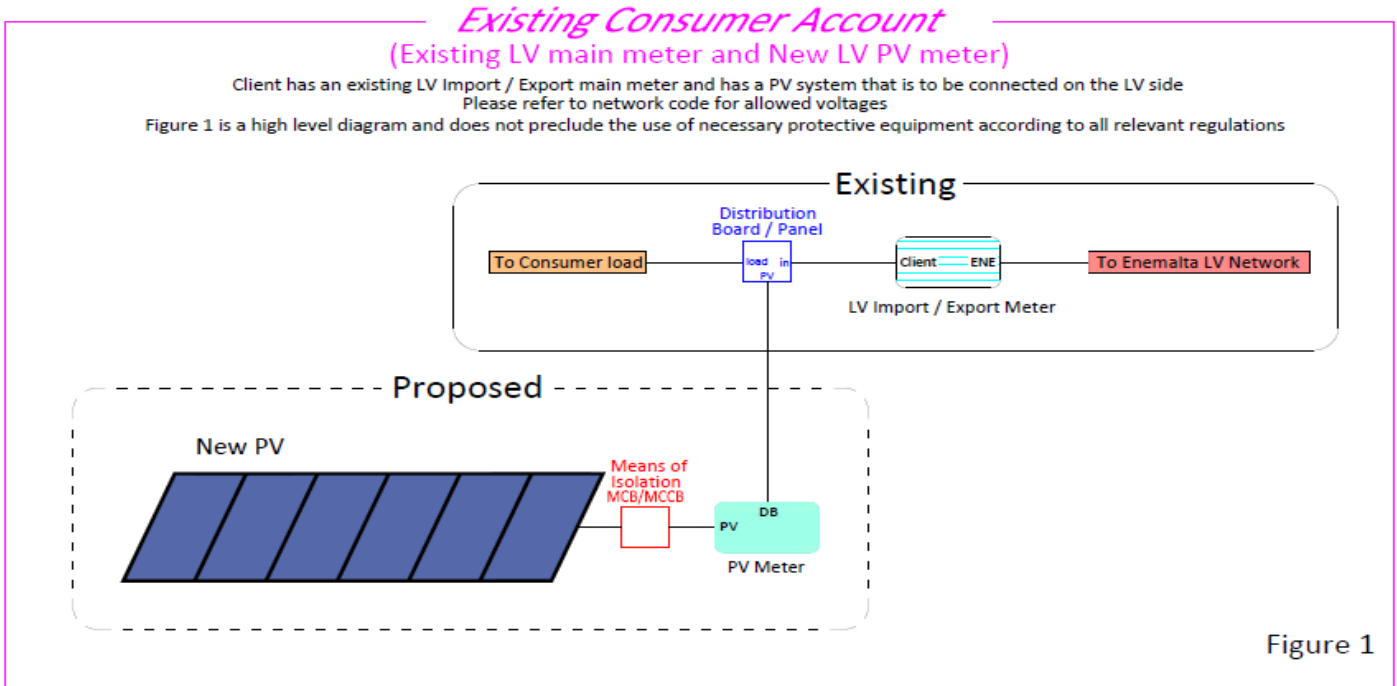 Existing Consumer Account
(Existing LV main meter and New LV PV meter)
Client has an existing LV Import / Export main meter and has a PV system that is to be connected on the LV side
Please refer to network code for allowed voltages
Figure 1 is a high level diagram and does not preclude the use of necessary protective equipment according to all relevant regulations
Existing
Distribution
Board / Panel
To Consumer load
load in
PV
Client ENE
To Enemalta LV Network
LV Import / Export Meter
Proposed
New PV
Means of
Isolation
MCB/MCCB
DB
PV
PV Meter
Figure 1